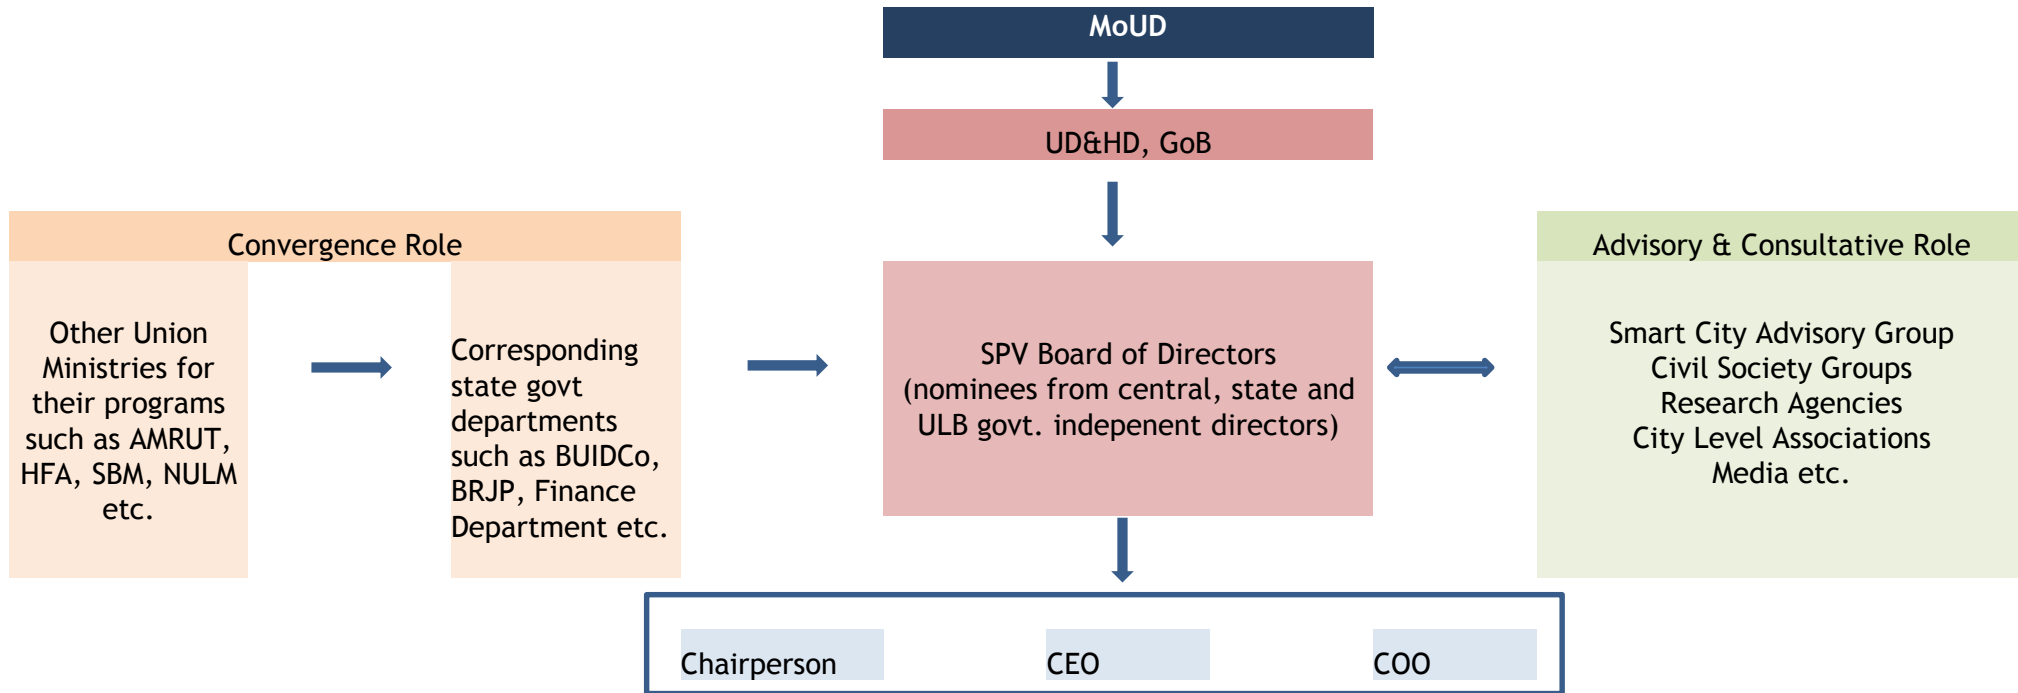 MoUD
UD&HD, GoB
Convergence Role
Other Union
Ministries for
their programs
such as AMRUT,
HFA, SBM, NULM
etc.
Corresponding
state govt
departments
such as BUIDCo,
BRJP, Finance
Department etc.
SPV Board of Directors
(nominees from central, state and
ULB govt. indepenent directors)
Advisory & Consultative Role
Smart City Advisory Group
Civil Society Groups
Research Agencies
City Level Associations
Media etc.
Chairperson
CEO
COO